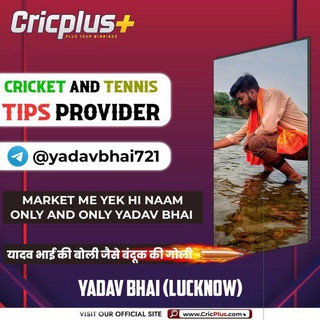 Cricplus+
PLUS YOUR WINNINGS
CRICKET AND TENNIS
TIPS PROVIDER
@yadavbhai721
MARKET ME YEK HI NAAM
ONLY AND ONLY YADAV BHAI
यादव भाई की बोली जैसे बंदूक की गोली
YADAV BHAI (LUCKNOW)
VISIT OUR OFFICIAL SITE www.CricPlus.com